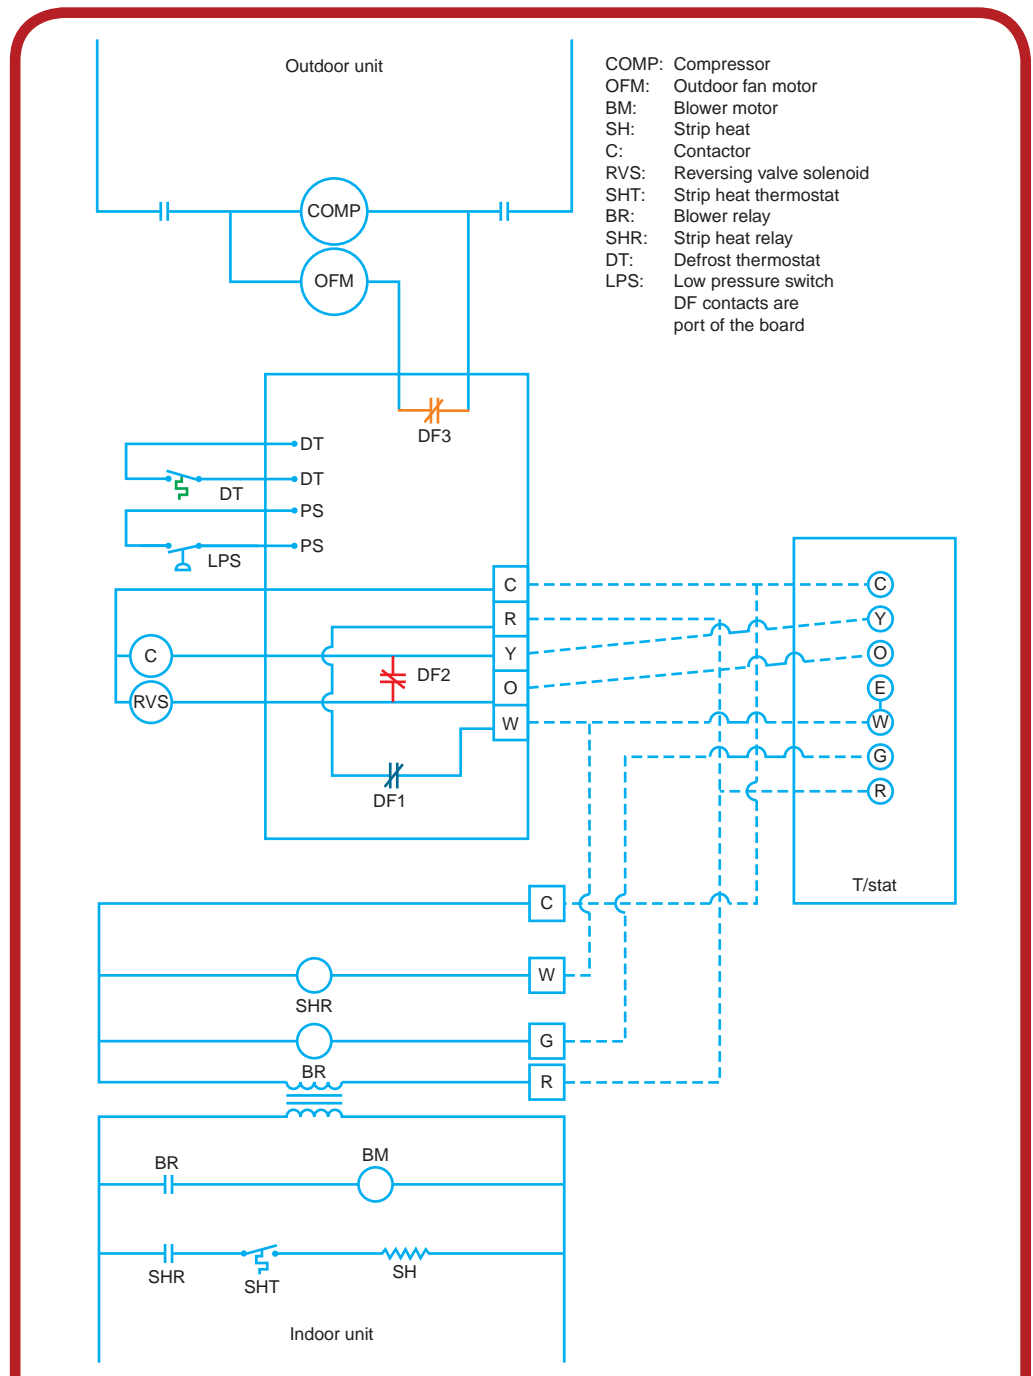 Outdoor unit
COMP: Compressor
OFM: Outdoor fan motor
BM: Blower motor
SH: Strip heat
C: Contactor
RVS: Reversing valve solenoid
SHT: Strip heat thermostat
BR: Blower relay
SHR: Strip heat relay
DT: Defrost thermostat
LPS: Low pressure switch
DF contacts are
part of the board
COMP
OFM
DF3
DT
DT
DT
PS
PS
LPS
C
R
Y
O
W
C
RVS
DF2
DF1
C
Y
O
E
W
G
R
T/stat
C
W
SHR
G
BR
R
BR
BM
SHR
SHT
SH
Indoor unit